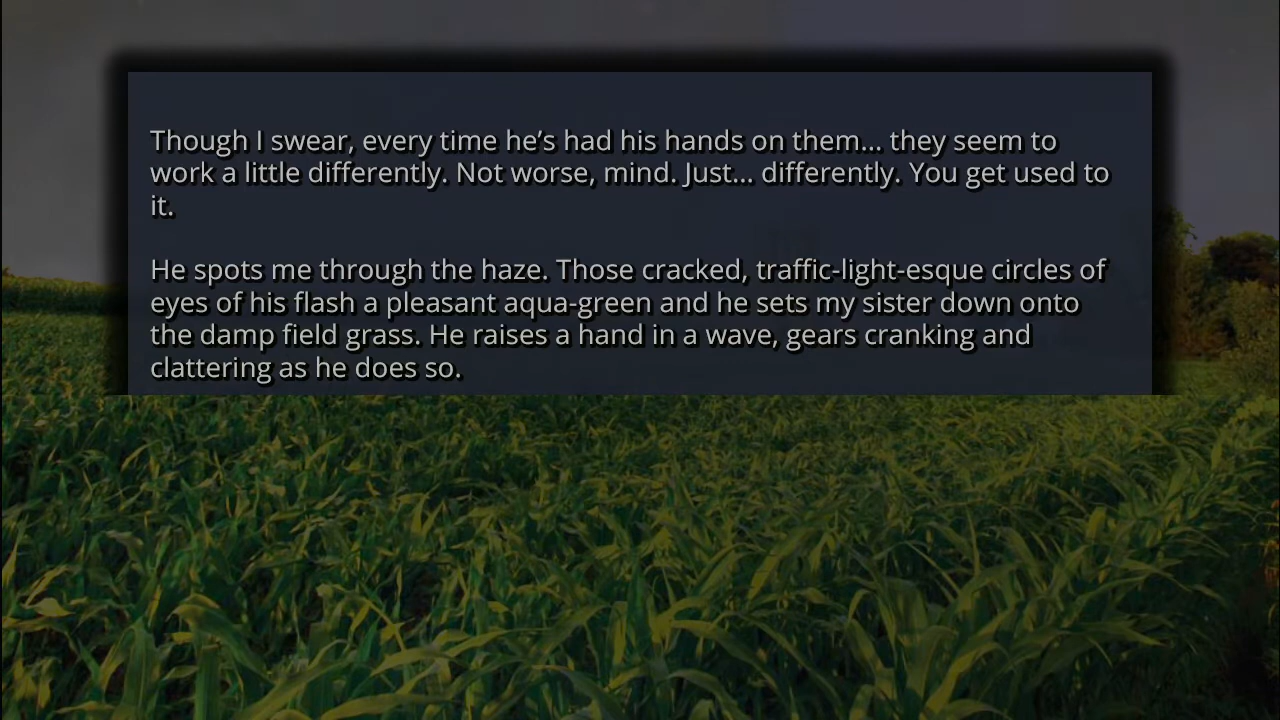 Though I swear, every time he’s had his hands on them... they seem to
work a little differently. Not worse, mind. Just... differently. You get used to
it.
He spots me through the haze. Those cracked, traffic-light-esque circles of
eyes of his flash a pleasant aqua-green and he sets my sister down onto
the damp field grass. He raises a hand in a wave, gears cranking and
clattering as he does so.